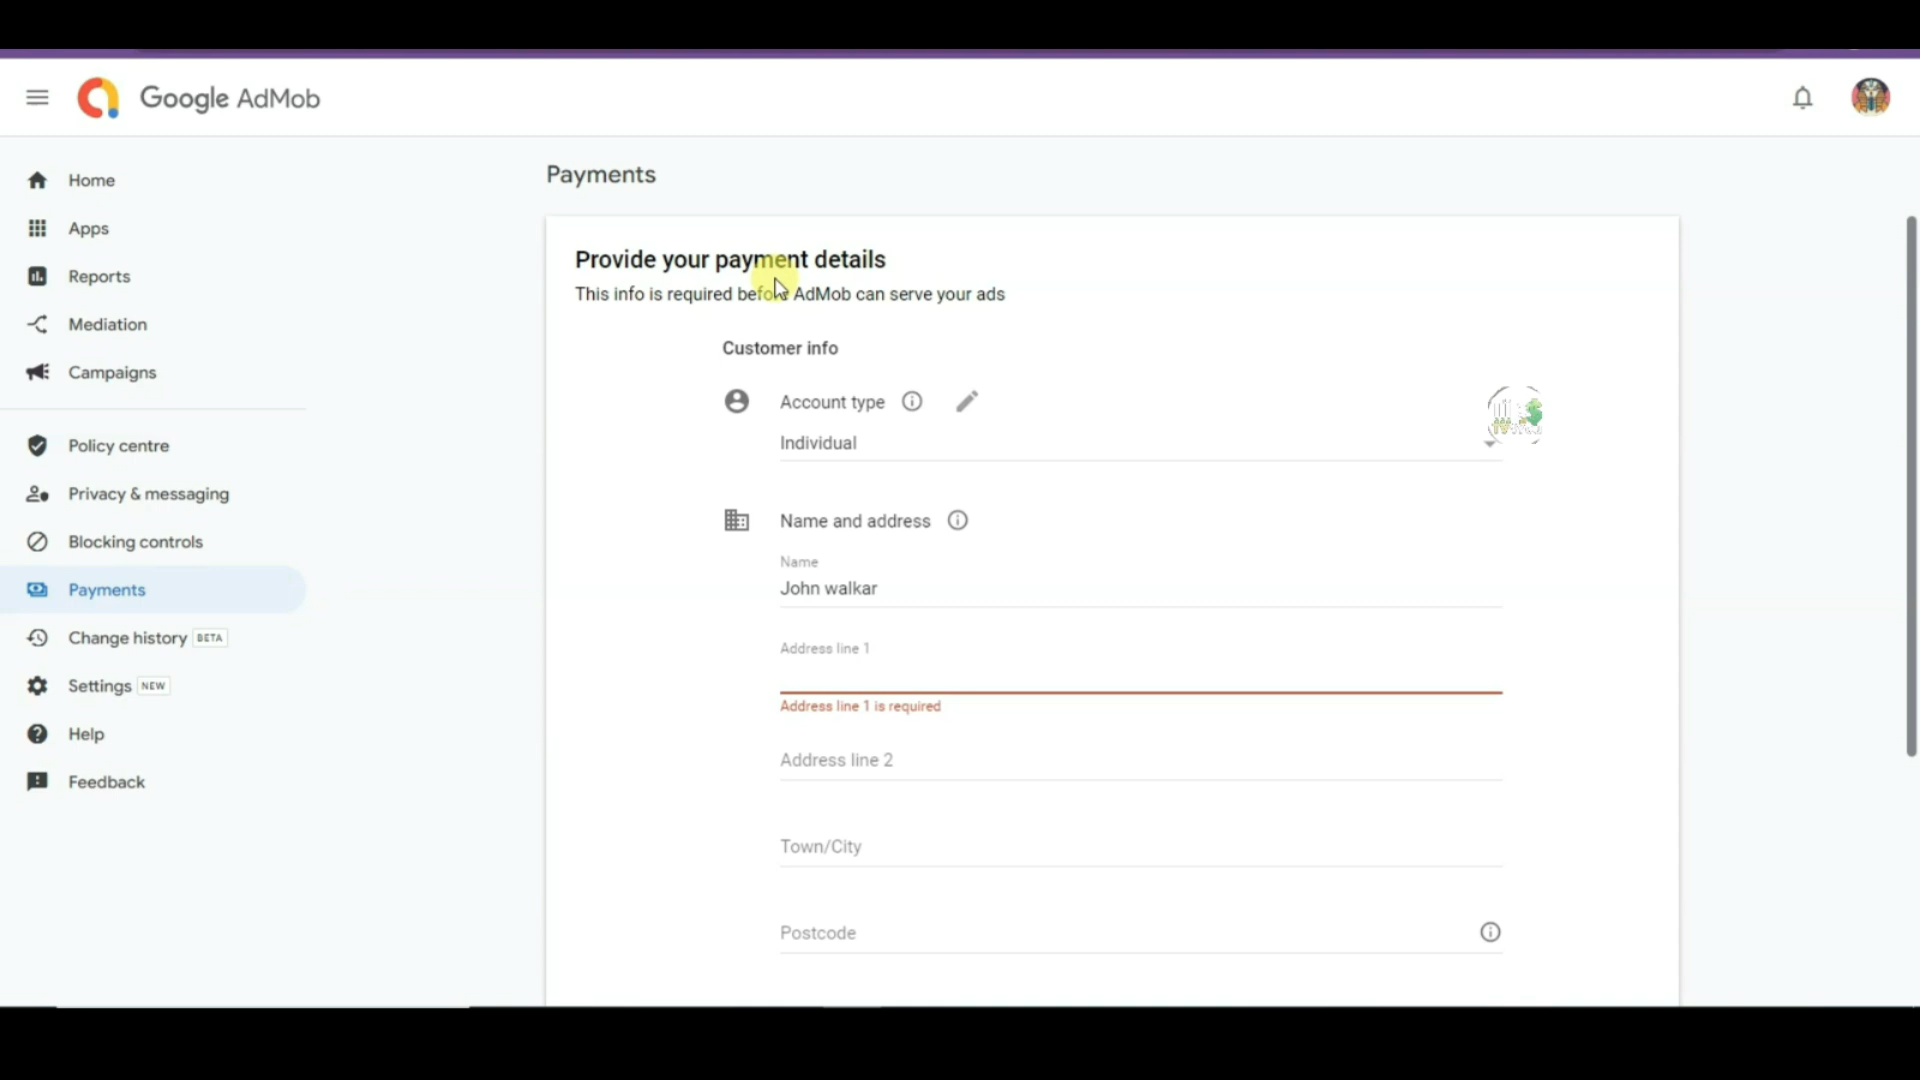 Google AdMob
Home
Apps
Reports
Mediation
Campaigns
Policy centre
Privacy & messaging
Blocking controls
Payments
Change history BETA
Settings NEW
Help
Feedback
Payments
Provide your payment details
This info is required before AdMob can serve your ads
Customer info
Account type
Individual
Name and address
Name
John walkar
Address line 1
Address line 1 is required
Address line 2
Town/City
Postcode